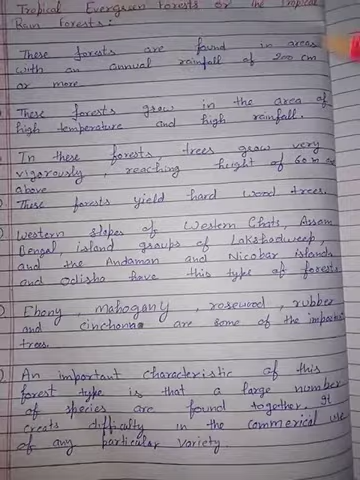 Tropical Evergreen Forests or the Tropical
Rain Forests:
These forests are found in areas
with an annual rainfall of 200 cm
or more
These forests grow in the area of
high temperature and high rainfall.
In these forests, trees grow very
vigorously, reaching height of 60 m
above
These forests yield hard wood trees.
Western slopes of Western Ghats, Assam
Bengal, island groups of Lakshadweep,
and the Andaman and Nicobar islands
and Odisha have this type of forest.
Ebony, mahogany, rosewood, rubber
and cinchona are some of the important
trees.
An important characteristic of this
forest type is that a large number
of species are found together. It
creats difficulty in the commerical use
of any particular variety